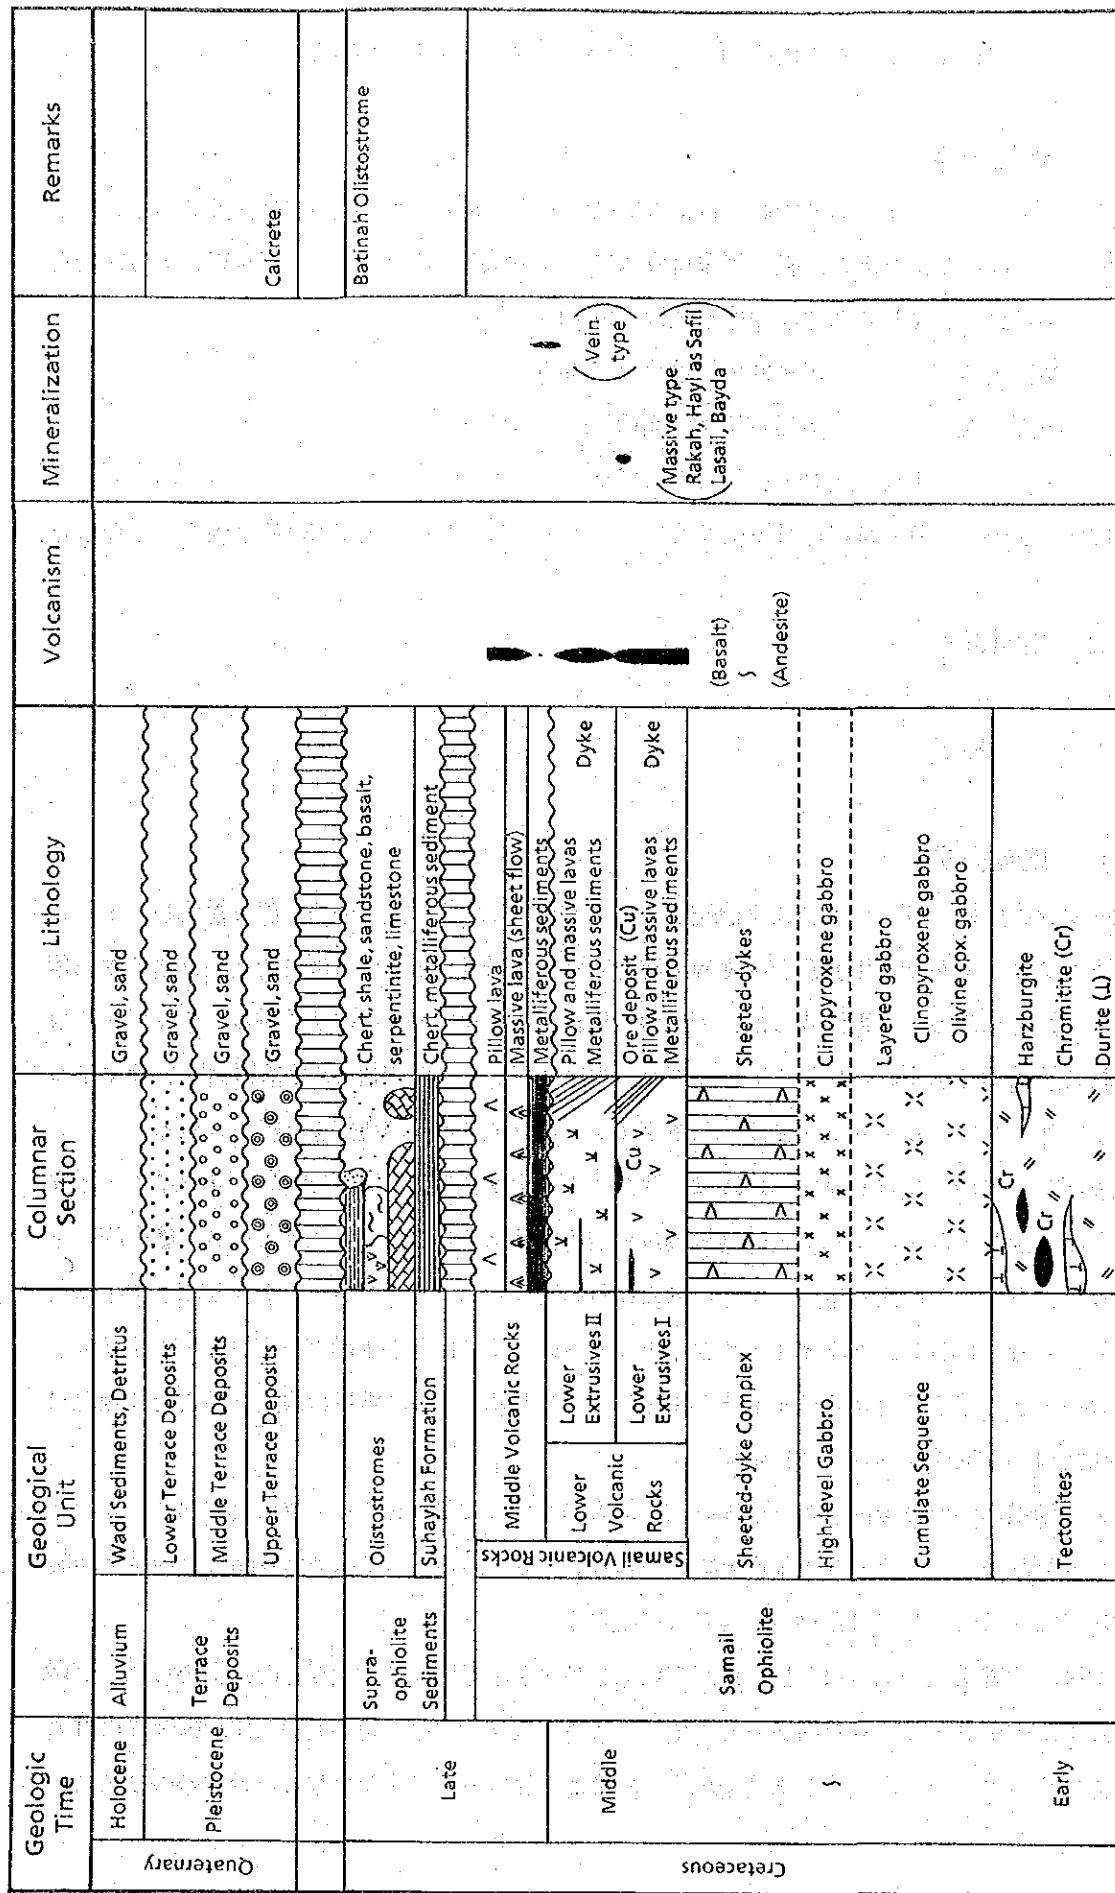 Geologic
Time
Geological
Unit
Columnar
Section
Lithology
Volcanism
Mineralization
Remarks
Quaternary
Holocene
Alluvium
Wadi Sediments, Detritus
Gravel, sand
Pleistocene
Terrace
Deposits
Lower Terrace Deposits
Gravel, sand
Middle Terrace Deposits
Gravel, sand
Upper Terrace Deposits
Gravel, sand
Calcrete
Cretaceous
Late
Supra-
ophiolite
Sediments
Olistostromes
v v v v
Chert, shale, sandstone, basalt,
serpentinite, limestone
Batinah Olistostrome
Suhaylah Formation
Chert, metalliferous sediment
Samail
Ophiolite
Samail Volcanic Rocks
Middle Volcanic Rocks
Pillow lava
Massive lava (sheet flow)
Metalliferous sediments
Middle
Lower
Volcanic
Rocks
Lower
Extrusives II
Pillow and massive lavas
Metalliferous sediments
Dyke
(Vein
type)
Lower
Extrusives I
Cu
Ore deposit (Cu)
Pillow and massive lavas
Metalliferous sediments
Dyke
(Massive type
Rakah, Hayl as Safil
Lasail, Bayda)
Sheeted-dyke Complex
Sheeted-dykes
(Basalt)
∫
(Andesite)
∫
High-level Gabbro
Clinopyroxene gabbro
Cumulate Sequence
Layered gabbro
Clinopyroxene gabbro
Olivine cpx. gabbro
Early
Tectonites
Cr
Cr
Harzburgite
Chromitite (Cr)
Durite (⊥)